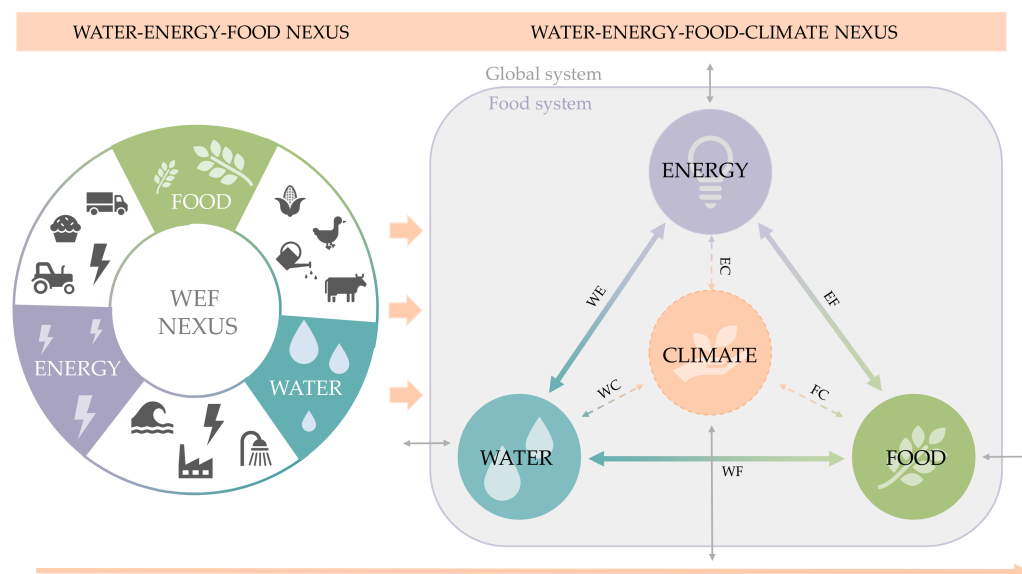 WATER-ENERGY-FOOD NEXUS
WATER-ENERGY-FOOD-CLIMATE NEXUS
Global system
Food system
FOOD
WEF
NEXUS
ENERGY
WATER
ENERGY
EC
WE
EF
CLIMATE
WC
FC
WATER
FOOD
WF